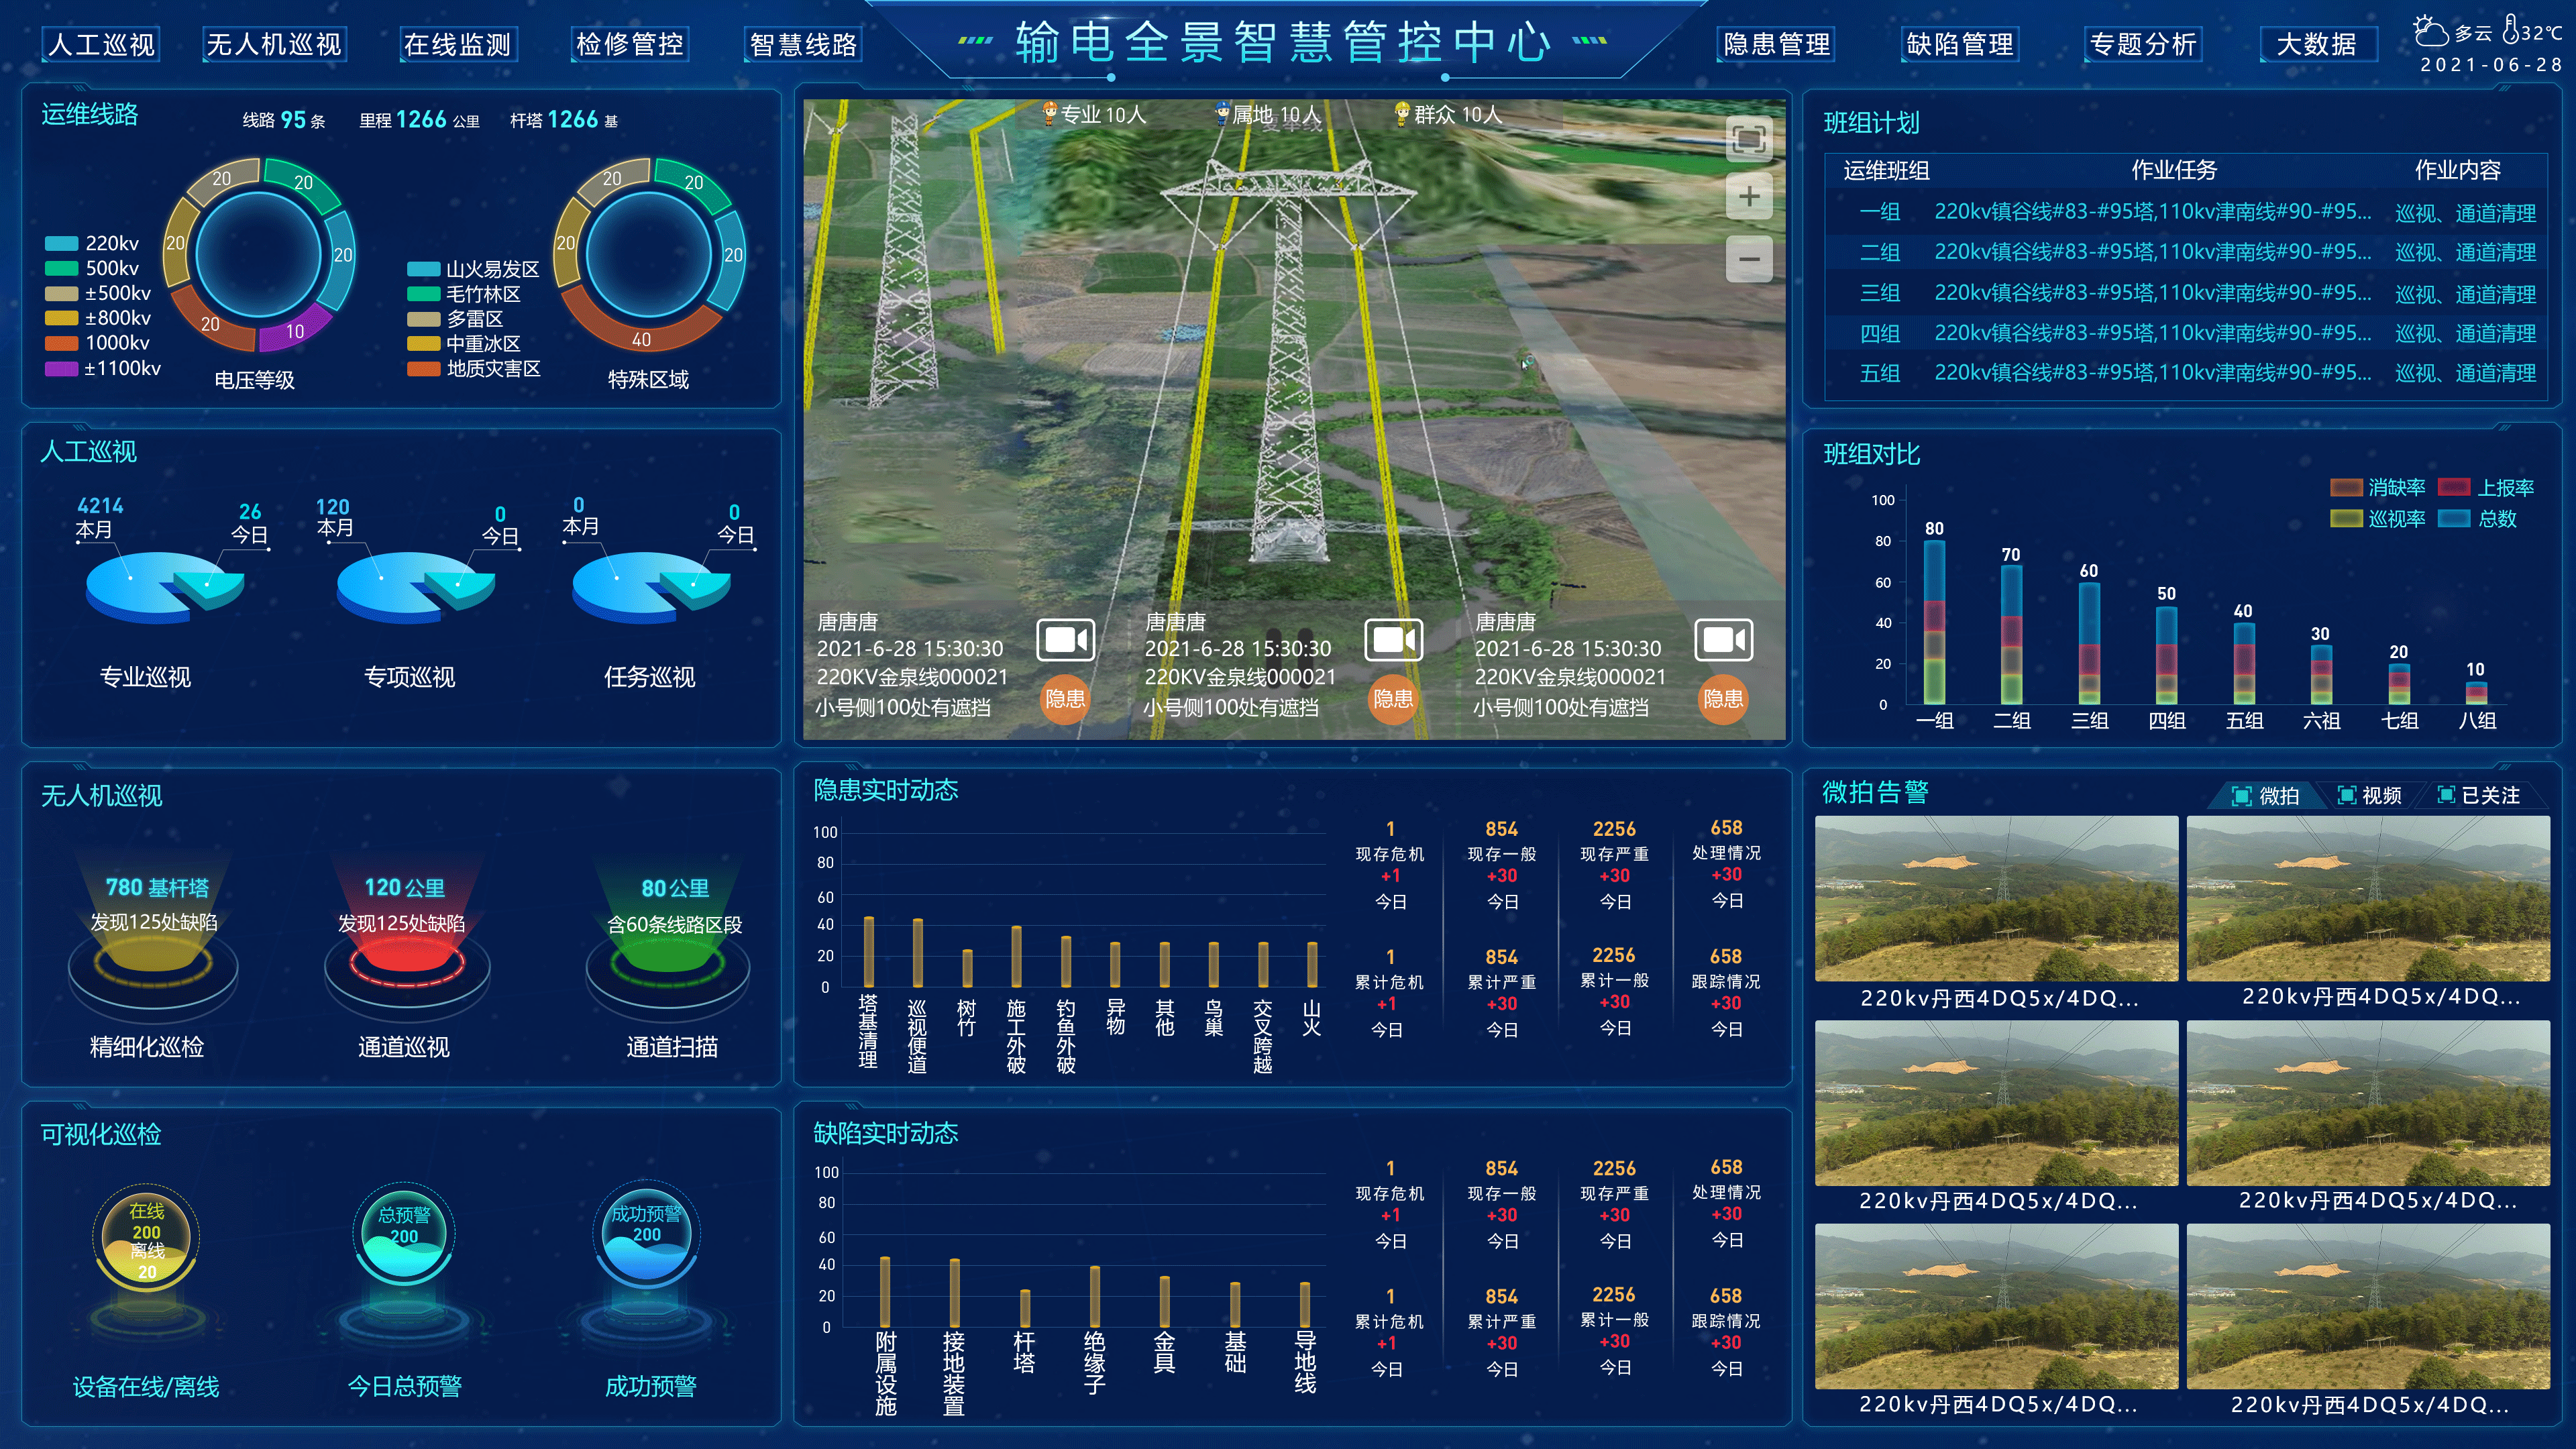 人工巡视
无人机巡视
在线监测
检修管控
智慧线路
输电全景智慧管控中心
隐患管理
缺陷管理
专题分析
大数据
多云 32℃
2021-06-28
运维线路
线路 95 条 里程 1266 公里 杆塔 1266 基
20
20
20
10
20
20
220kv
500kv
±500kv
±800kv
1000kv
±1100kv
电压等级
20
20
20
40
20
山火易发区
毛竹林区
多雷区
中重冰区
地质灾害区
特殊区域
人工巡视
4214
本月
26
今日
专业巡视
120
本月
0
今日
专项巡视
0
本月
0
今日
任务巡视
无人机巡视
780 基杆塔
发现125处缺陷
精细化巡检
120 公里
发现125处缺陷
通道巡视
80 公里
含60条线路区段
通道扫描
可视化巡检
在线
200
离线
20
设备在线/离线
总预警
200
今日总预警
成功预警
200
成功预警
专业 10人
属地 10人
群众 10人
唐唐唐
2021-6-28 15:30:30
220KV金泉线000021
小号侧100处有遮挡
隐患
唐唐唐
2021-6-28 15:30:30
220KV金泉线000021
小号侧100处有遮挡
隐患
唐唐唐
2021-6-28 15:30:30
220KV金泉线000021
小号侧100处有遮挡
隐患
隐患实时动态
100
80
60
40
20
0
塔基清理
巡视便道
树竹
施工外破
钓鱼外破
异物
其他
鸟巢
交叉跨越
山火
1
现存危机
+1
今日
854
现存一般
+30
今日
2256
现存严重
+30
今日
658
处理情况
+30
今日
1
累计危机
+1
今日
854
累计严重
+30
今日
2256
累计一般
+30
今日
658
跟踪情况
+30
今日
缺陷实时动态
100
80
60
40
20
0
附属设施
接地装置
杆塔
绝缘子
金具
基础
导地线
1
现存危机
+1
今日
854
现存一般
+30
今日
2256
现存严重
+30
今日
658
处理情况
+30
今日
1
累计危机
+1
今日
854
累计严重
+30
今日
2256
累计一般
+30
今日
658
跟踪情况
+30
今日
班组计划
运维班组 作业任务 作业内容
一组 220kv镇谷线#83-#95塔,110kv津南线#90-#95... 巡视、通道清理
二组 220kv镇谷线#83-#95塔,110kv津南线#90-#95... 巡视、通道清理
三组 220kv镇谷线#83-#95塔,110kv津南线#90-#95... 巡视、通道清理
四组 220kv镇谷线#83-#95塔,110kv津南线#90-#95... 巡视、通道清理
五组 220kv镇谷线#83-#95塔,110kv津南线#90-#95... 巡视、通道清理
班组对比
消缺率 上报率
巡视率 总数
100
80
60
40
20
0
80
70
60
50
40
30
20
10
一组
二组
三组
四组
五组
六祖
七组
八组
微拍告警
微拍
视频
已关注
220kv丹西4DQ5x/4DQ...
220kv丹西4DQ5x/4DQ...
220kv丹西4DQ5x/4DQ...
220kv丹西4DQ5x/4DQ...
220kv丹西4DQ5x/4DQ...
220kv丹西4DQ5x/4DQ...